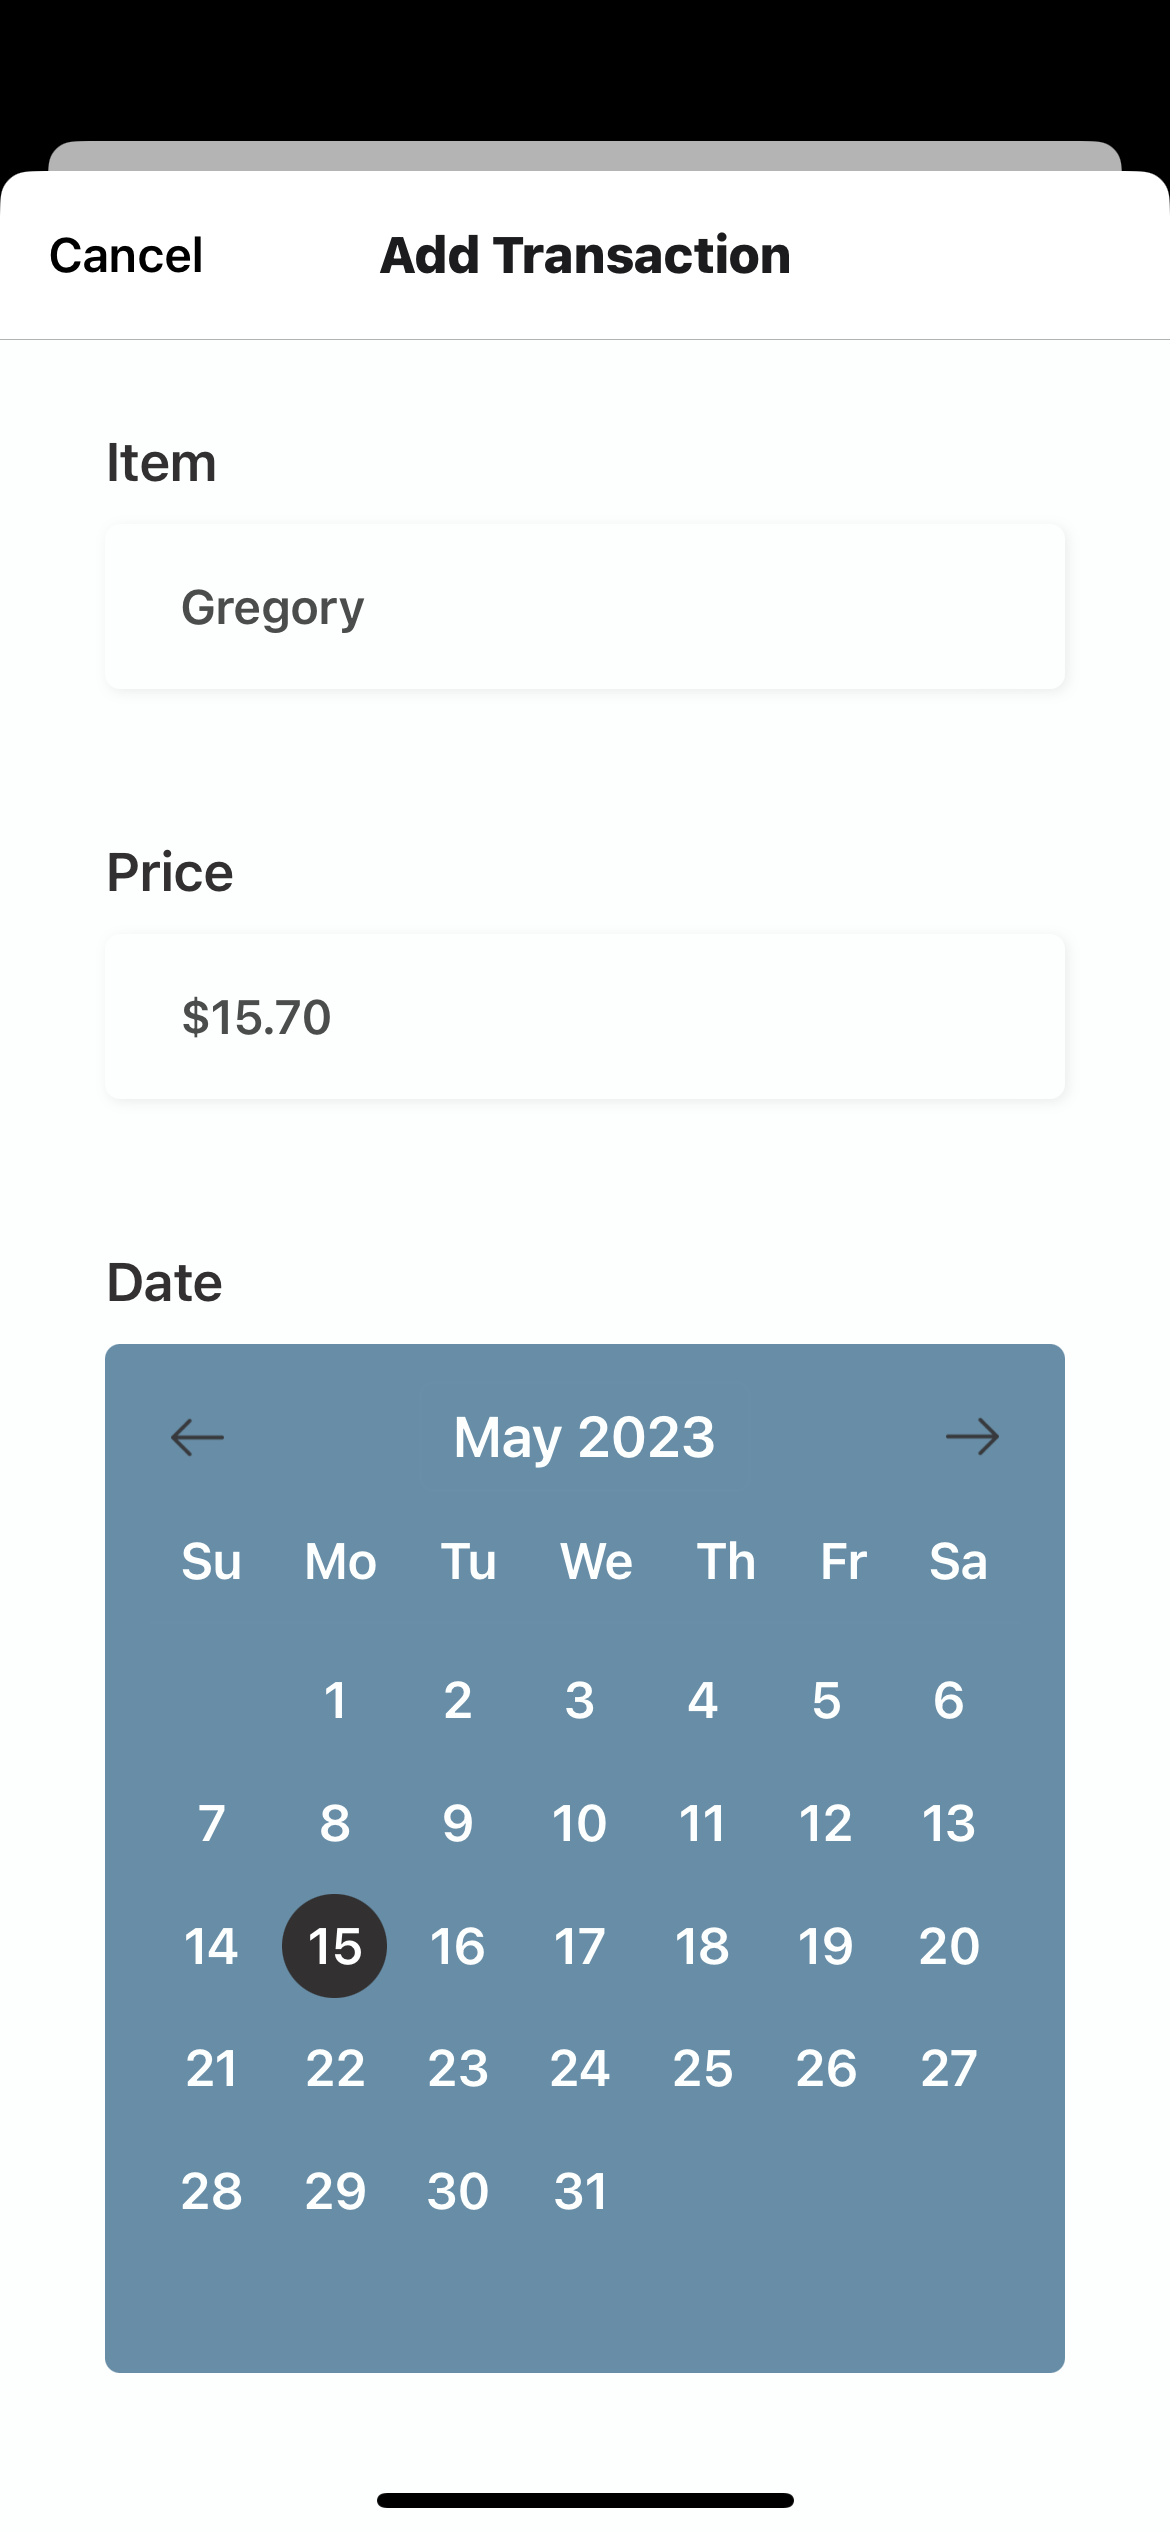 Cancel Add Transaction
Item
Gregory
Price
$15.70
Date
May 2023
Su Mo Tu We Th Fr Sa
1 2 3 4 5 6
7 8 9 10 11 12 13
14 15 16 17 18 19 20
21 22 23 24 25 26 27
28 29 30 31